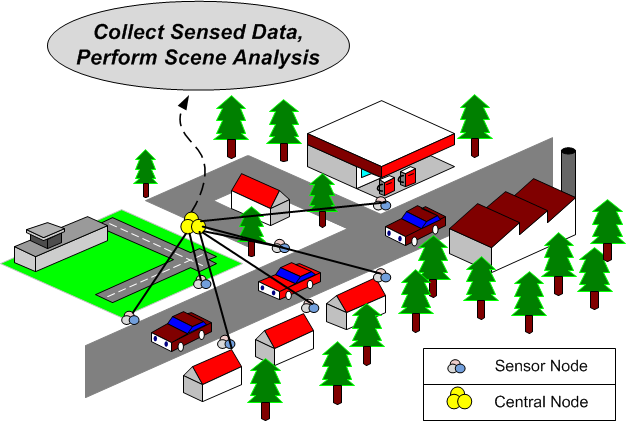 Collect Sensed Data,
Perform Scene Analysis
Sensor Node
Central Node